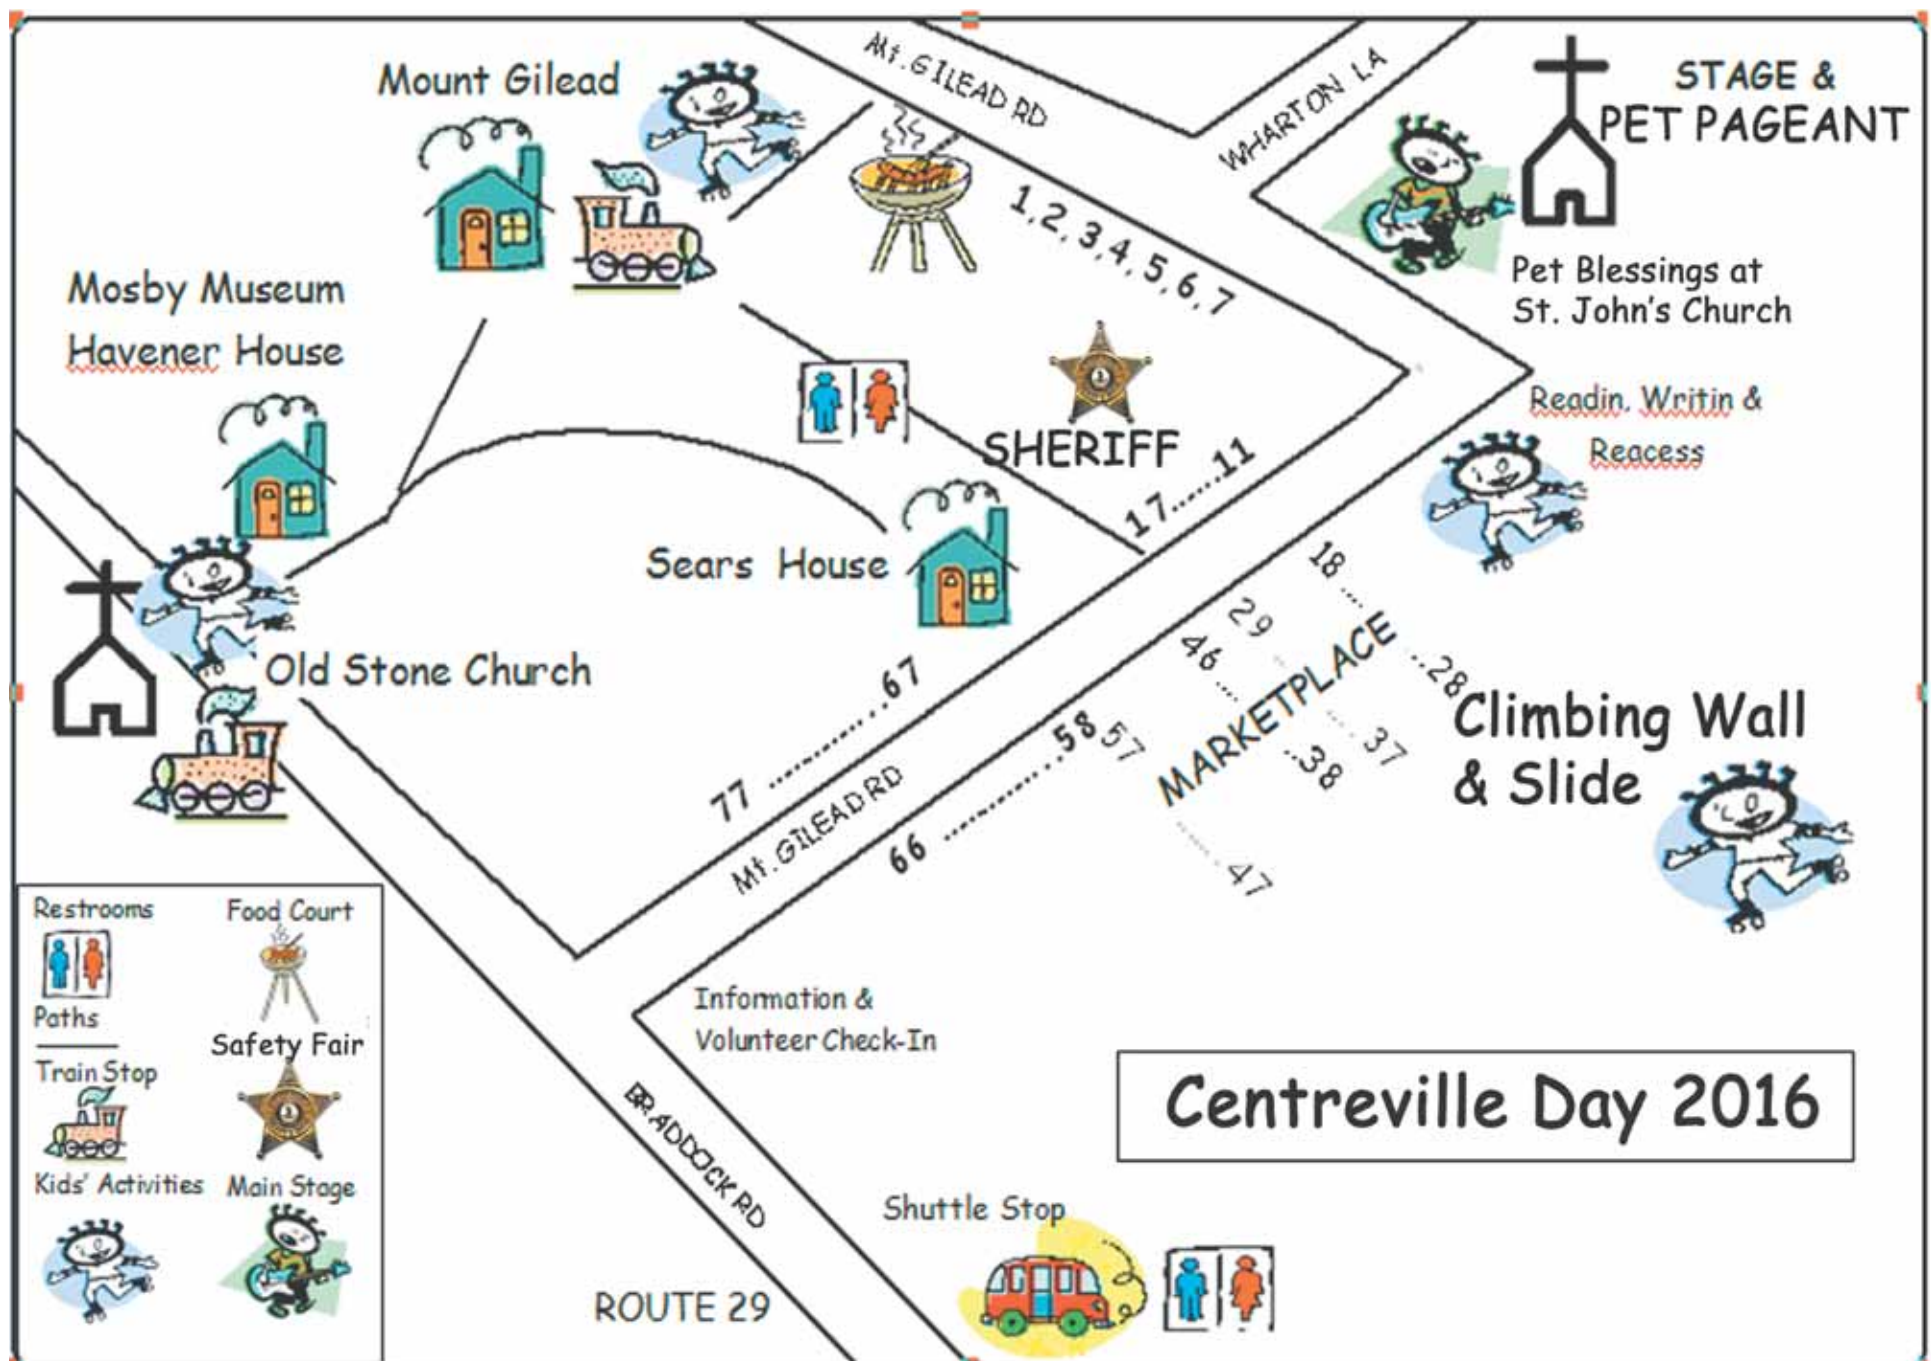 Mount Gilead
Mt. GILEAD RD
WHARTON LA
STAGE &
PET PAGEANT
1,2,3,4,5,6,7
Pet Blessings at
St. John's Church
Mosby Museum
Havener House
SHERIFF
17......11
Readin, Writin &
Reacess
Sears House
Old Stone Church
18 .... ...28
29 .. .... 37
46 .... ..38
57 ...... 47
MARKETPLACE
Climbing Wall
& Slide
77 ............67
Mt. GILEAD RD
66 ............58
Restrooms
Food Court
Paths
Safety Fair
Train Stop
Kids' Activities
Main Stage
Information &
Volunteer Check-In
BRADDOCK RD
Centreville Day 2016
Shuttle Stop
ROUTE 29